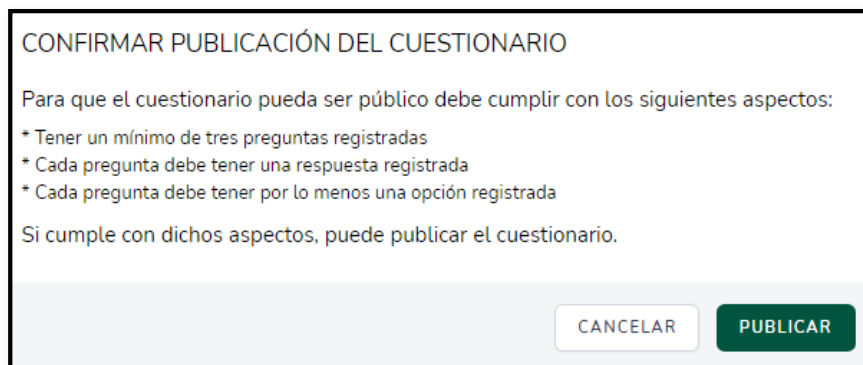 CONFIRMAR PUBLICACIÓN DEL CUESTIONARIO
Para que el cuestionario pueda ser público debe cumplir con los siguientes aspectos:
* Tener un mínimo de tres preguntas registradas
* Cada pregunta debe tener una respuesta registrada
* Cada pregunta debe tener por lo menos una opción registrada
Si cumple con dichos aspectos, puede publicar el cuestionario.
CANCELAR PUBLICAR